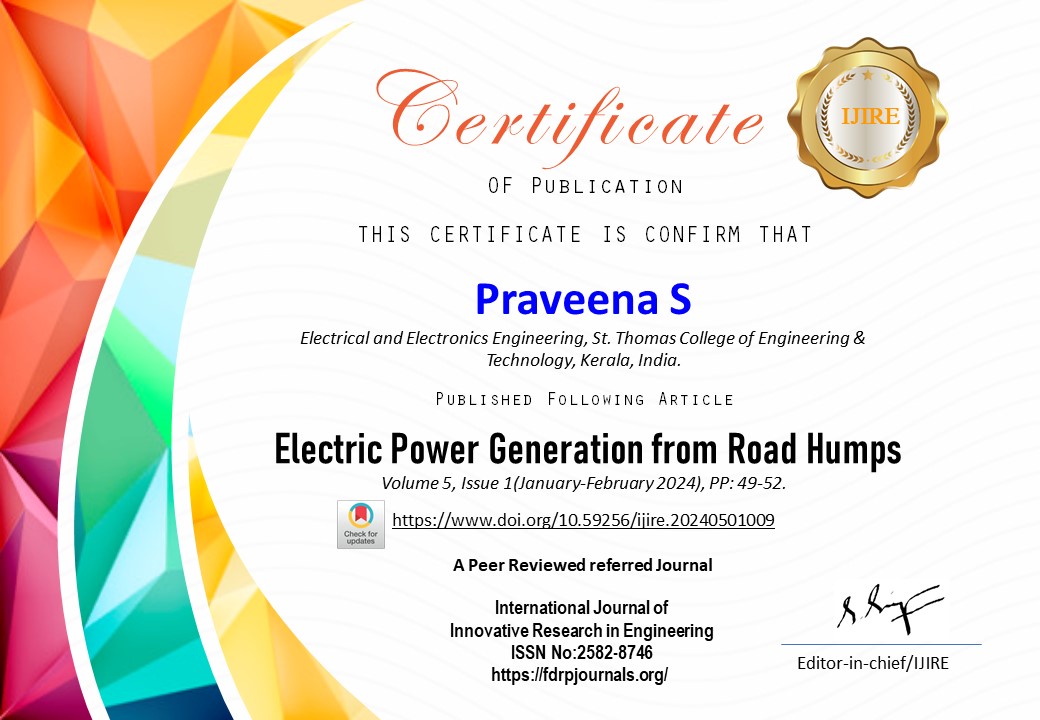 Certificate
IJIRE
OF PUBLICATION
THIS CERTIFICATE IS CONFIRM THAT
Praveena S
Electrical and Electronics Engineering, St. Thomas College of Engineering &
Technology, Kerala, India.
PUBLISHED FOLLOWING ARTICLE
Electric Power Generation from Road Humps
Volume 5, Issue 1(January-February 2024), PP: 49-52.
https://www.doi.org/10.59256/ijire.20240501009
Check for
updates
A Peer Reviewed referred Journal
International Journal of
Innovative Research in Engineering
ISSN No:2582-8746
https://fdrpjournals.org/
Editor-in-chief/IJIRE